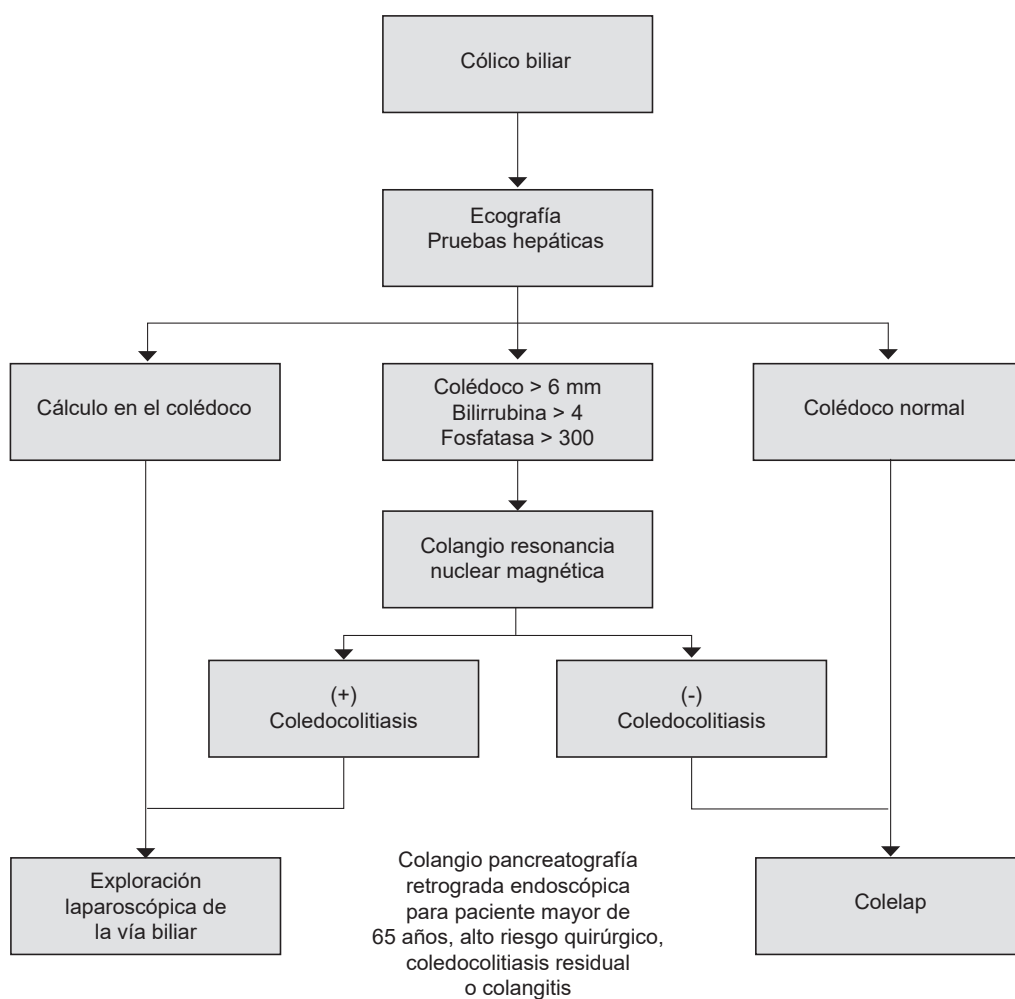 Cólico biliar
Ecografía
Pruebas hepáticas
Cálculo en el colédoco
Colédoco > 6 mm
Bilirrubina > 4
Fosfatasa > 300
Colédoco normal
Colangio resonancia
nuclear magnética
(+)
Coledocolitiasis
(-)
Coledocolitiasis
Exploración
laparoscópica de
la vía biliar
Colangio pancreatografía
retrograda endoscópica
para paciente mayor de
65 años, alto riesgo quirúrgico,
coledocolitiasis residual
o colangitis
Colelap